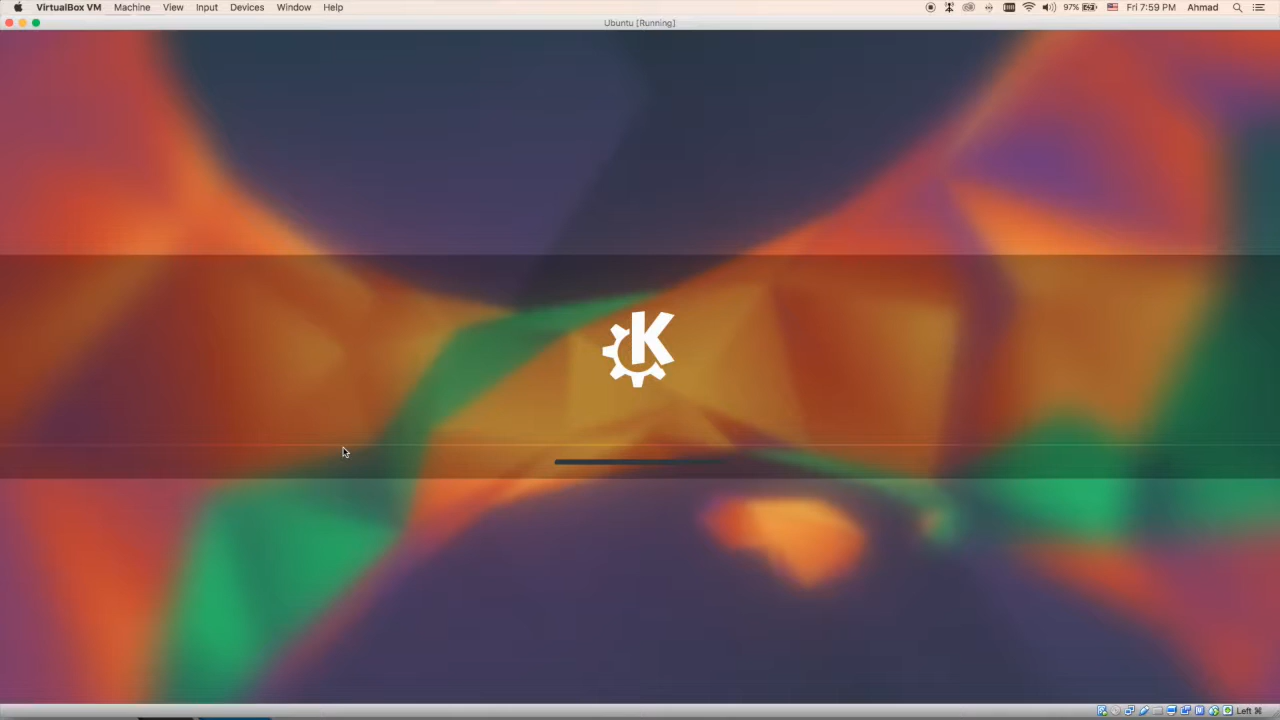 VirtualBox VM Machine View Input Devices Window Help 97% Fri 7:59 PM Ahmad
Ubuntu [Running]
K
Left ⌘